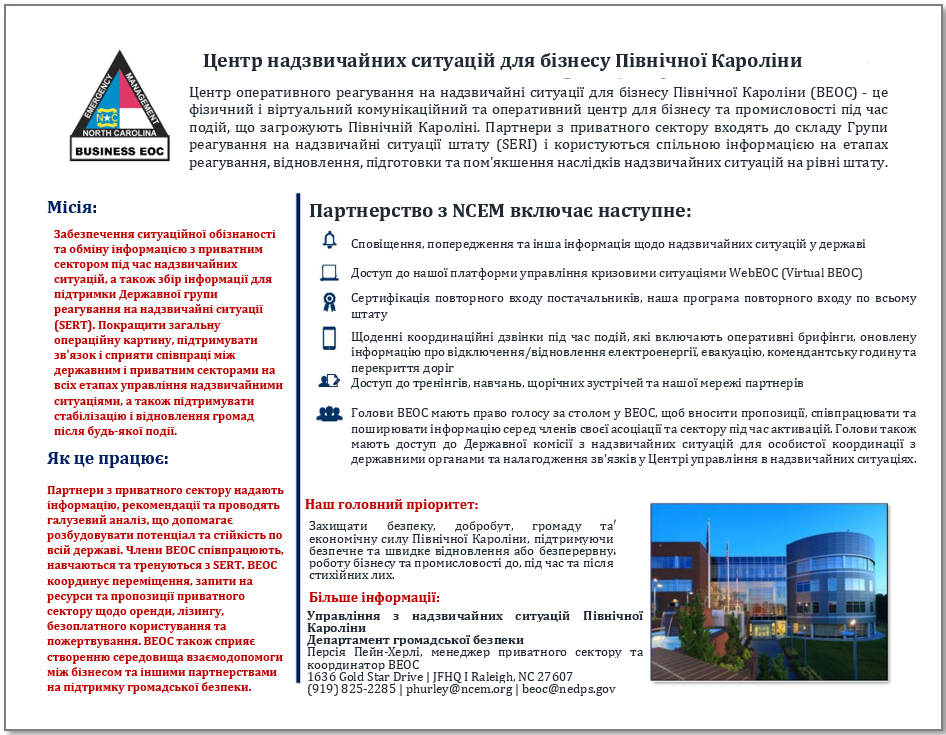 Центр надзвичайних ситуацій для бізнесу Північної Кароліни
EMERGENCY
MANAGEMENT
NC
NORTH CAROLINA
BUSINESS EOC
Центр оперативного реагування на надзвичайні ситуації для бізнесу Північної Кароліни (BEOC) - це
фізичний і віртуальний комунікаційний та оперативний центр для бізнесу та промисловості під час
подій, що загрожують Північній Кароліні. Партнери з приватного сектору входять до складу Групи
реагування на надзвичайні ситуації штату (SERI) і користуються спільною інформацією на етапах
реагування, відновлення, підготовки та пом'якшення наслідків надзвичайних ситуацій на рівні штату.
Місія:
Забезпечення ситуаційної обізнаності
та обміну інформацією з приватним
сектором під час надзвичайних
ситуацій, а також збір інформації для
підтримки Державної групи
реагування на надзвичайні ситуації
(SERT). Покращити загальну
операційну картину, підтримувати
зв'язок і сприяти співпраці між
державним і приватним секторами на
всіх етапах управління надзвичайними
ситуаціями, а також підтримувати
стабілізацію і відновлення громад
після будь-якої події.
Як це працює:
Партнери з приватного сектору надають
інформацію, рекомендації та проводять
галузевий аналіз, що допомагає
розбудовувати потенціал та стійкість по
всій державі. Члени BEOC співпрацюють,
навчаються та тренуються з SERT. BEOC
координує переміщення, запити на
ресурси та пропозиції приватного
сектору щодо оренди, лізингу,
безоплатного користування та
пожертвування. BEOC також сприяє
створенню середовища взаємодопомоги
між бізнесом та іншими партнерствами
на підтримку громадської безпеки.
Партнерство з NCEM включає наступне:
Сповіщення, попередження та інша інформація щодо надзвичайних ситуацій у державі
Доступ до нашої платформи управління кризовими ситуаціями WebEOC (Virtual BEOC)
Сертифікація повторного входу постачальників, наша програма повторного входу по всьому
штату
Щоденні координаційні дзвінки під час подій, які включають оперативні брифінги, оновлену
інформацію про відключення/відновлення електроенергії, евакуацію, комендантську годину та
перекриття доріг
Доступ до тренінгів, навчань, щорічних зустрічей та нашої мережі партнерів
Голови BEOC мають право голосу за столом у BEOC, щоб вносити пропозиції, співпрацювати та
поширювати інформацію серед членів своєї асоціації та сектору під час активацій. Голови також
мають доступ до Державної комісії з надзвичайних ситуацій для особистої координації з
державними органами та налагодження зв'язків у Центрі управління в надзвичайних ситуаціях.
Наш головний пріоритет:
Захищати безпеку, добробут, громаду та
економічну силу Північної Кароліни, підтримуючи
безпечне та швидке відновлення або безперервну
роботу бізнесу та промисловості до, під час та після
стихійних лих.
Більше інформації:
Управління з надзвичайних ситуацій Північної
Кароліни
Департамент громадської безпеки
Персія Пейн-Херлі, менеджер приватного сектору та
координатор BEOC
1636 Gold Star Drive | JFHQ I Raleigh, NC 27607
(919) 825-2285 | phurley@ncem.org | beoc@nedps.gov